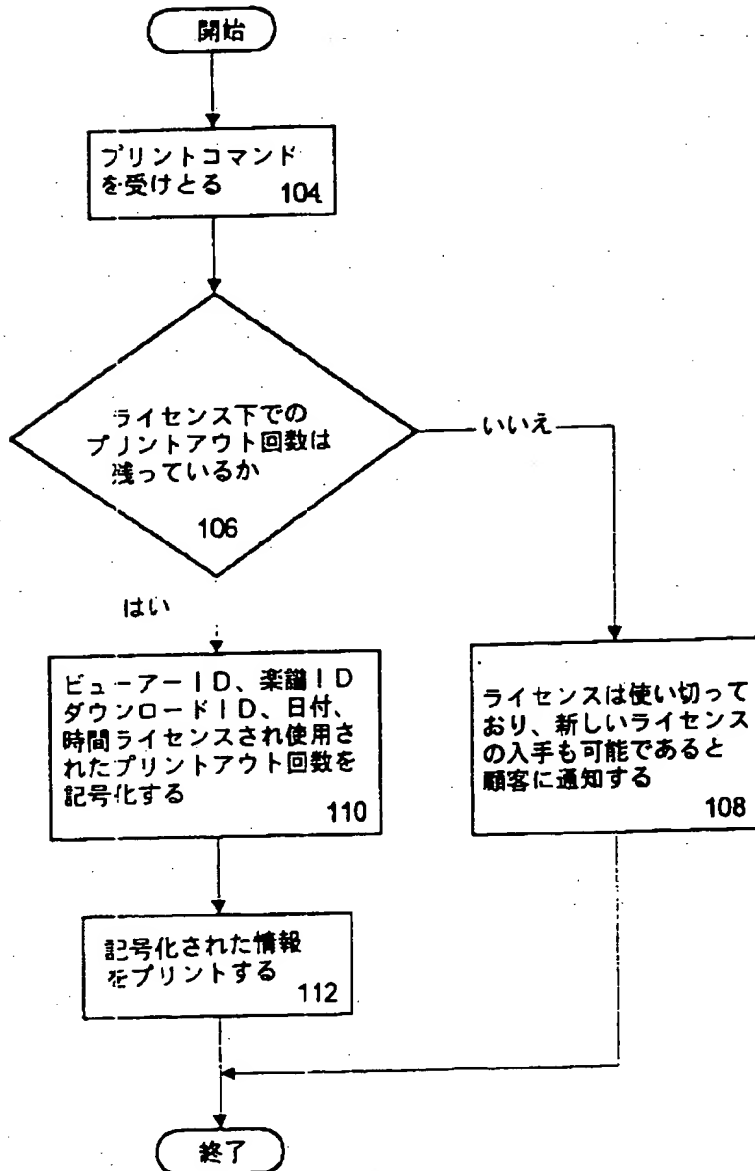 開始
プリントコマンド
を受けとる
104
ライセンス下での
プリントアウト回数は
残っているか
106
いいえ
はい
ビューアーID、楽譜ID
ダウンロードID、日付、
時間ライセンスされ使用さ
れたプリントアウト回数を
記号化する
110
ライセンスは使い切って
おり、新しいライセンス
の入手も可能であると
顧客に通知する
108
記号化された情報
をプリントする
112
終了